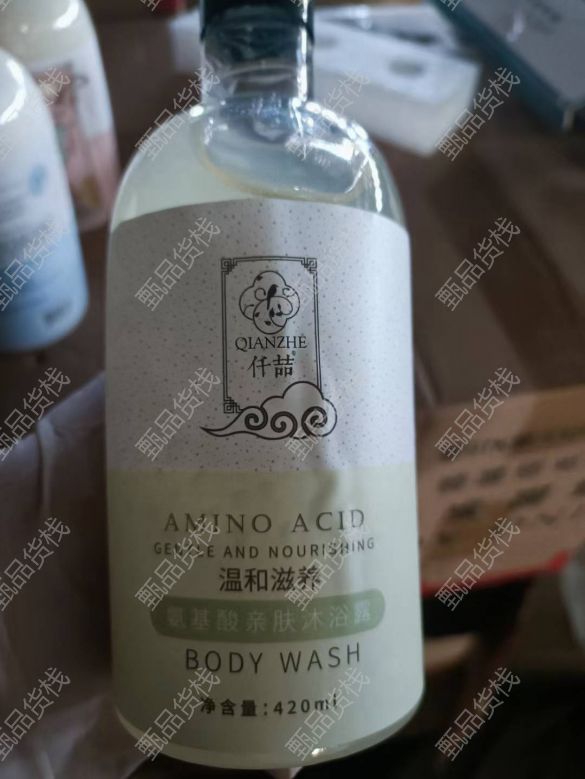 QIANZHE
仟喆
AMINO ACID
GENTLE AND NOURISHING
温和滋养
氨基酸亲肤沐浴露
BODY WASH
净含量:420ml
甄品货栈